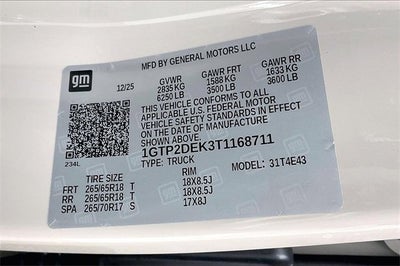 gm
MFD BY GENERAL MOTORS LLC
12/25 GVWR GAWR FRT GAWR RR
2835 KG 1588 KG 1633 KG
6250 LB 3500 LB 3600 LB
THIS VEHICLE CONFORMS TO ALL
APPLICABLE U.S. FEDERAL MOTOR
VEHICLE SAFETY STANDARDS IN EFFECT
ON THE DATE OF MANUFACTURE
SHOWN ABOVE.
1GTP2DEK3T1168711
234L TYPE: TRUCK 31T4E43
TIRE SIZE RIM
FRT 265/65R18 T 18X8.5J
RR 265/65R18 T 18X8.5J
SPA 265/70R17 S 17X8J